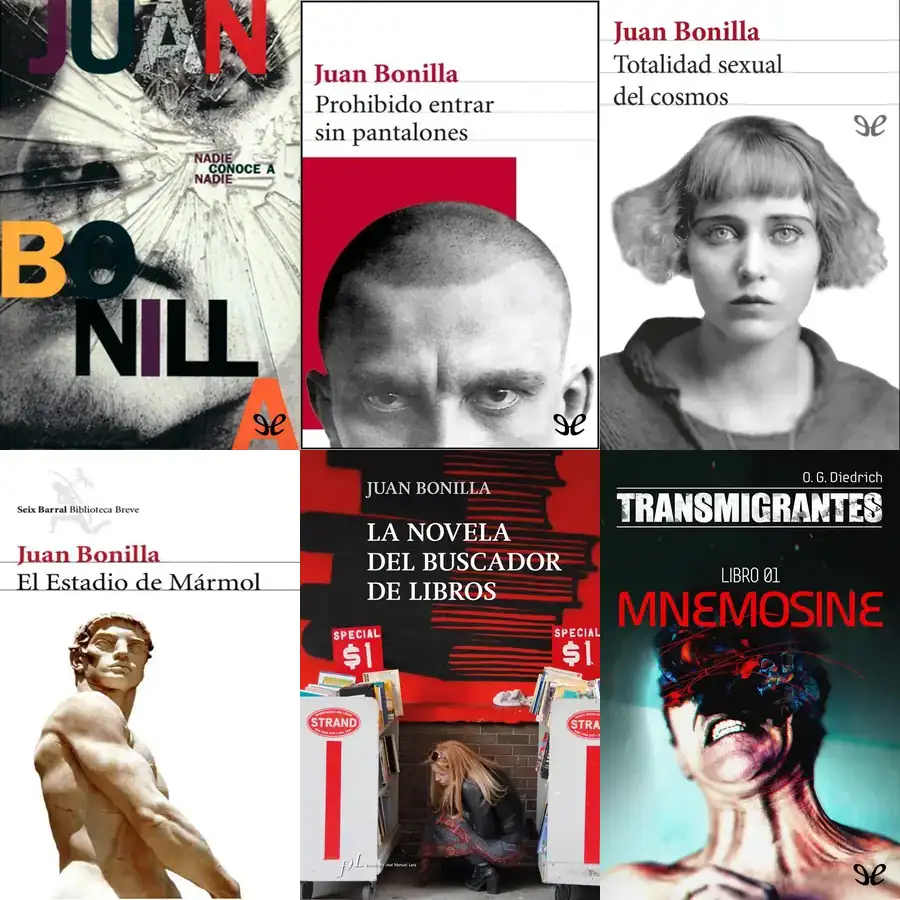 JUAN
NADIE
CONOCE A
NADIE
BO
NILL
A
Juan Bonilla
Prohibido entrar
sin pantalones
Juan Bonilla
Totalidad sexual
del cosmos
Seix Barral Biblioteca Breve
Juan Bonilla
El Estadio de Mármol
JUAN BONILLA
LA NOVELA
DEL BUSCADOR
DE LIBROS
SPECIAL
$1
SPECIAL
$1
STRAND
STRA
O. G. Diedrich
TRANSMIGRANTES
LIBRO 01
MNEMOSINE